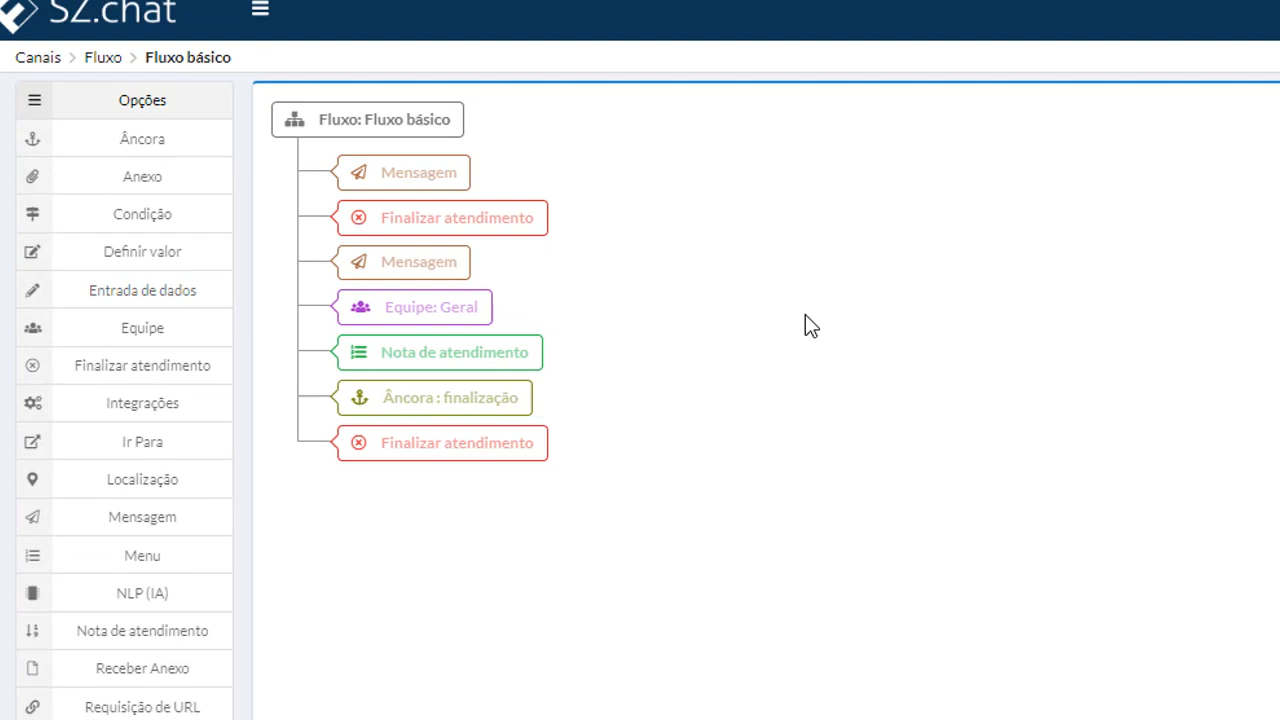 SZ.chat
Canais > Fluxo > Fluxo básico
Opções
Âncora
Anexo
Condição
Definir valor
Entrada de dados
Equipe
Finalizar atendimento
Integrações
Ir Para
Localização
Mensagem
Menu
NLP (IA)
Nota de atendimento
Receber Anexo
Requisição de URL
Fluxo: Fluxo básico
Mensagem
Finalizar atendimento
Mensagem
Equipe: Geral
Nota de atendimento
Âncora : finalização
Finalizar atendimento